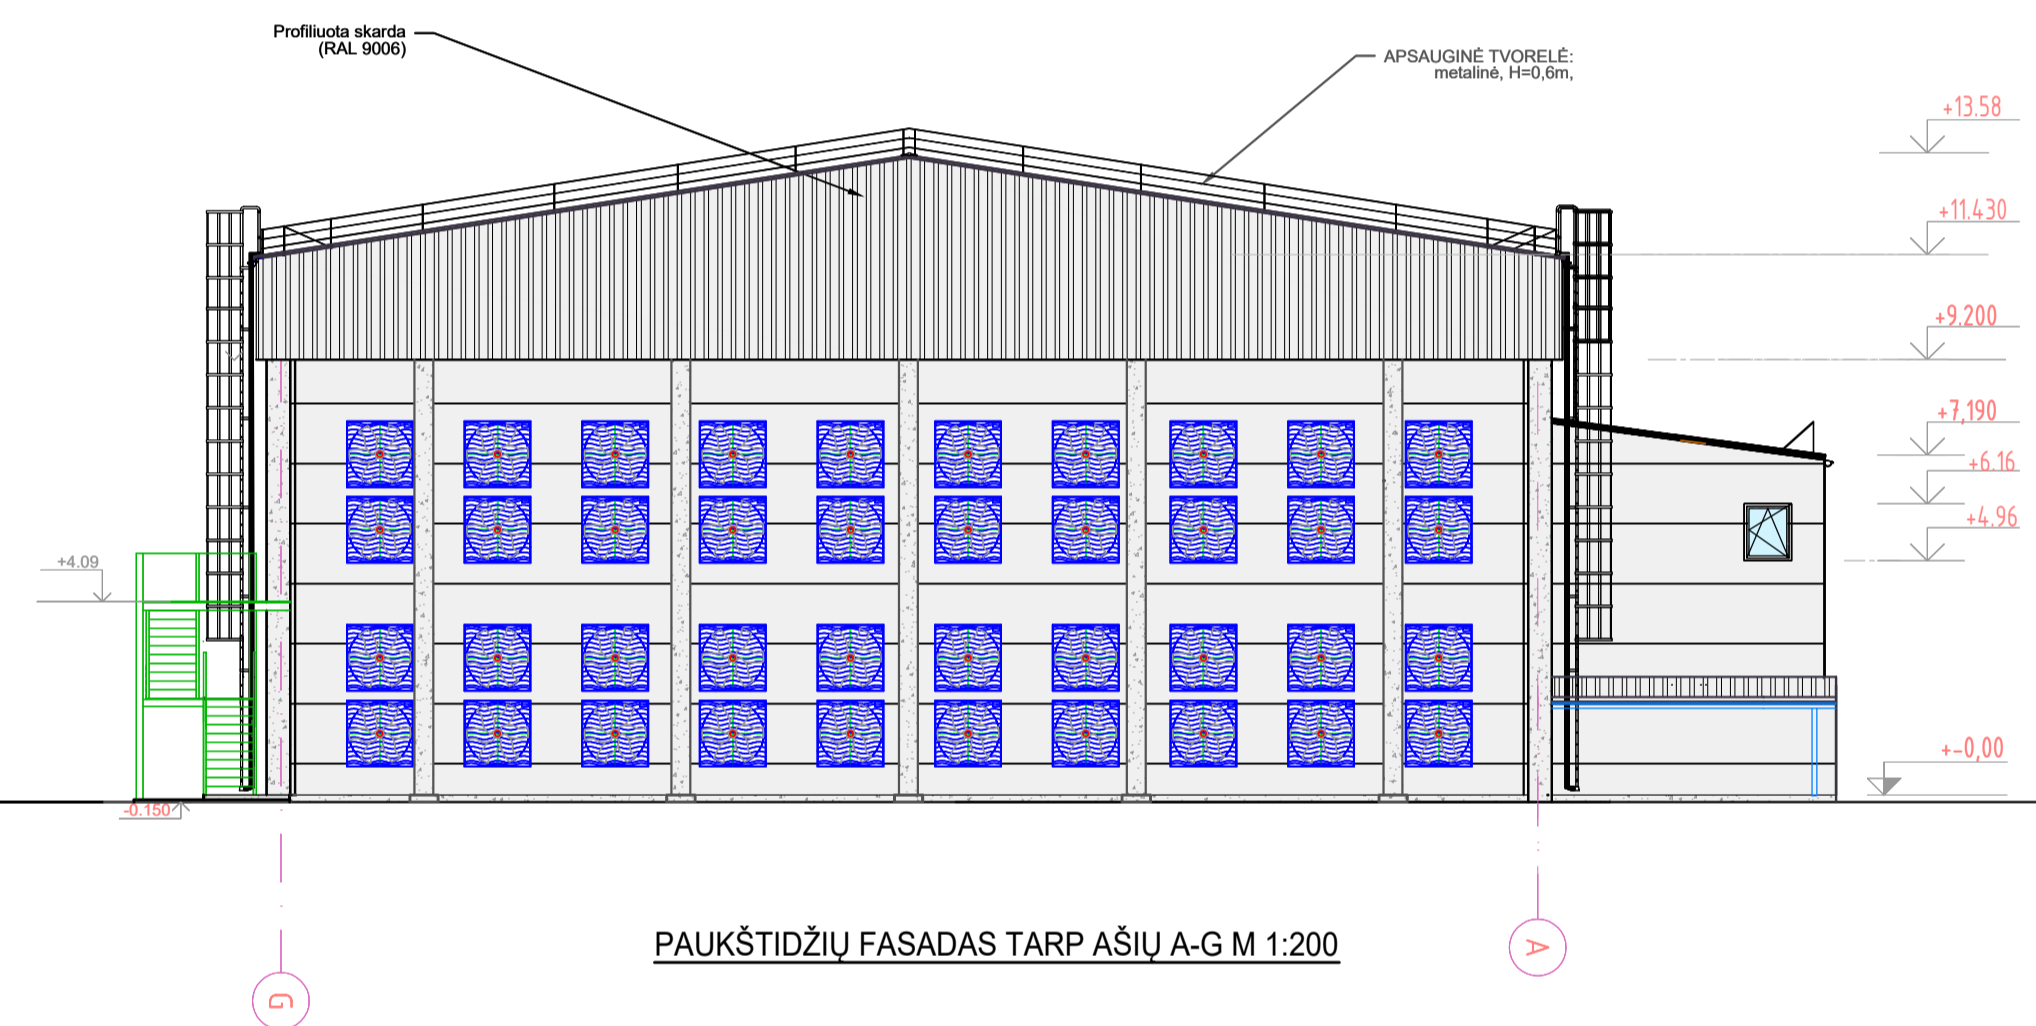 Profiliuota skarda
(RAL 9006)
APSAUGINĖ TVORELĖ:
metalinė, H=0,6m,
+13.58
+11.430
+9.200
+7,190
+6.16
+4.96
+4.09
+-0,00
-0.150
PAUKŠTIDŽIŲ FASADAS TARP AŠIŲ A-G M 1:200
A
G